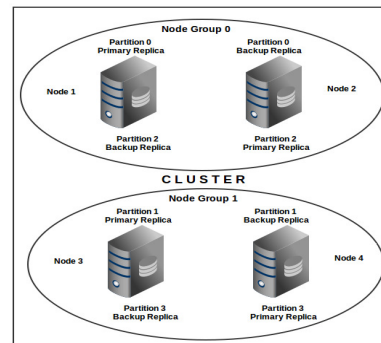 Node Group 0
Partition 0
Primary Replica
Partition 0
Backup Replica
Node 1
Node 2
Partition 2
Backup Replica
Partition 2
Primary Replica
CLUSTER
Node Group 1
Partition 1
Primary Replica
Partition 1
Backup Replica
Node 3
Node 4
Partition 3
Backup Replica
Partition 3
Primary Replica